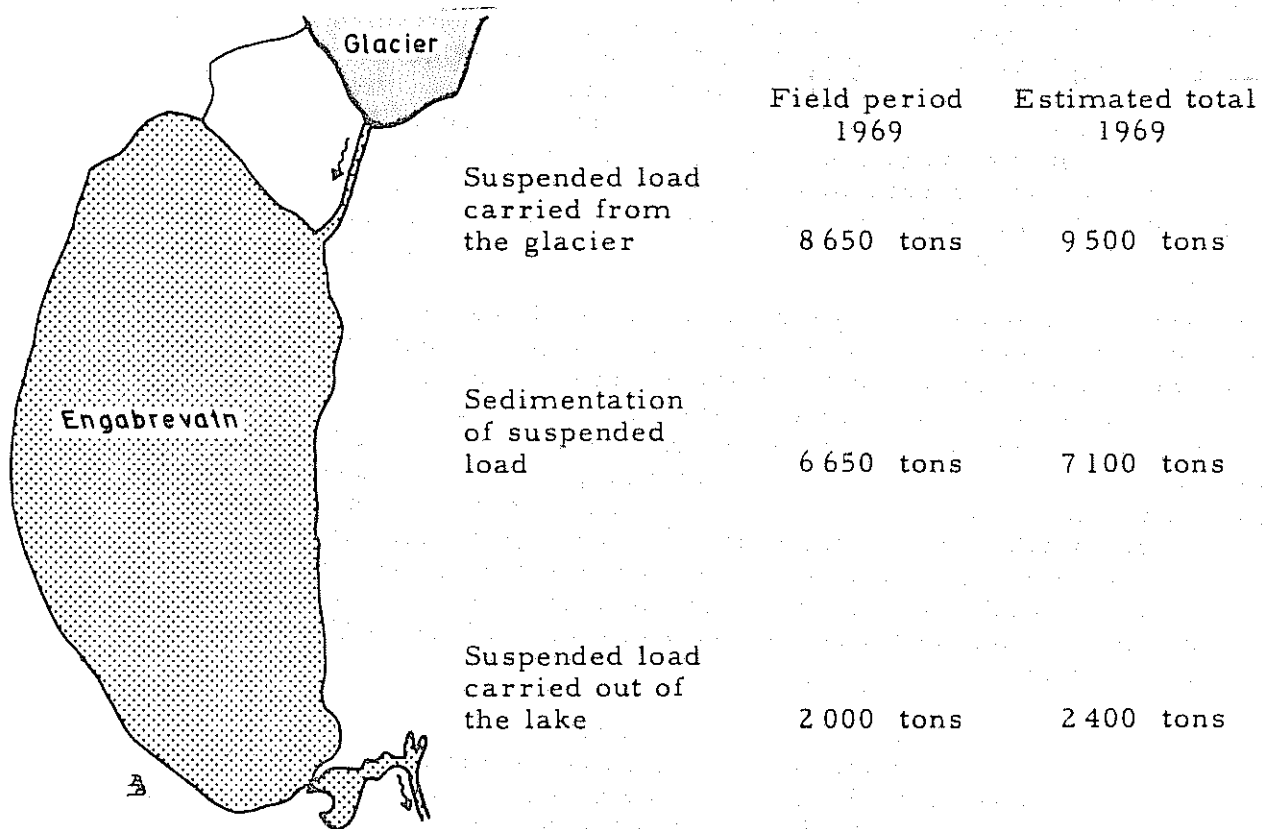 Glacier
Field period Estimated total
1969 1969
Suspended load
carried from
the glacier 8 650 tons 9 500 tons
Engabrevatn
Sedimentation
of suspended
load 6 650 tons 7 100 tons
Suspended load
carried out of
the lake 2 000 tons 2 400 tons